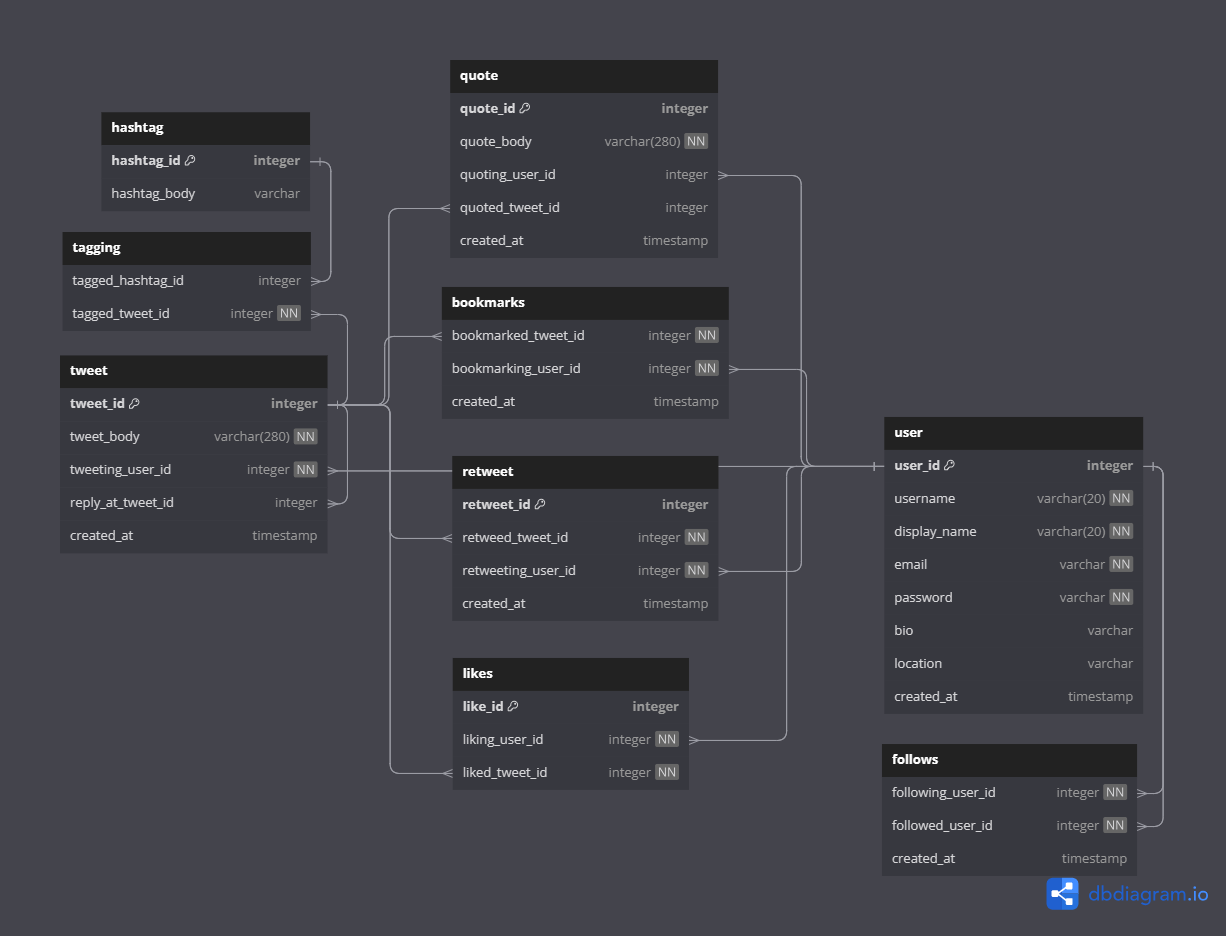 hashtag
hashtag_id integer
hashtag_body varchar
tagging
tagged_hashtag_id integer
tagged_tweet_id integer NN
tweet
tweet_id integer
tweet_body varchar(280) NN
tweeting_user_id integer NN
reply_at_tweet_id integer
created_at timestamp
quote
quote_id integer
quote_body varchar(280) NN
quoting_user_id integer
quoted_tweet_id integer
created_at timestamp
bookmarks
bookmarked_tweet_id integer NN
bookmarking_user_id integer NN
created_at timestamp
retweet
retweet_id integer
retweed_tweet_id integer NN
retweeting_user_id integer NN
created_at timestamp
likes
like_id integer
liking_user_id integer NN
liked_tweet_id integer NN
user
user_id integer
username varchar(20) NN
display_name varchar(20) NN
email varchar NN
password varchar NN
bio varchar
location varchar
created_at timestamp
follows
following_user_id integer NN
followed_user_id integer NN
created_at timestamp
dbdiagram.io